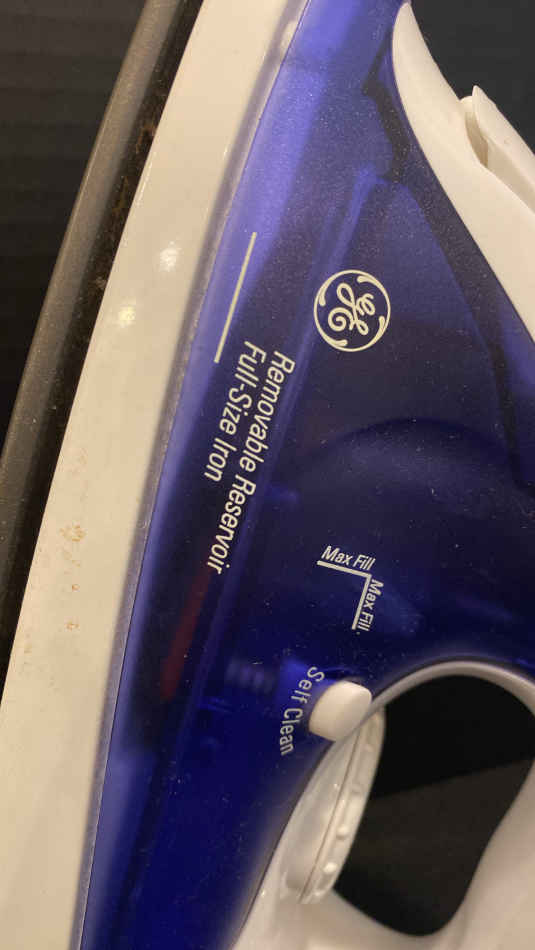 GE
Removable Reservoir
Full-Size Iron
Max Fill
Max Fill
Self Clean